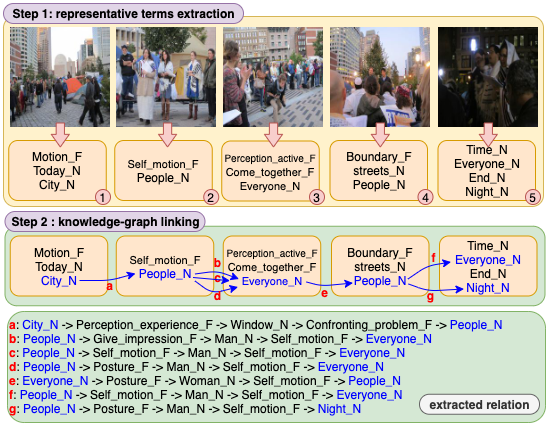 Step 1: representative terms extraction
Motion_F
Today_N
City_N
1
Self_motion_F
People_N
2
Perception_active_F
Come_together_F
Everyone_N
3
Boundary_F
streets_N
People_N
4
Time_N
Everyone_N
End_N
Night_N
5
Step 2 : knowledge-graph linking
Motion_F
Today_N
City_N
a
Self_motion_F
People_N
b
c
d
Perception_active_F
Come_together_F
Everyone_N
e
Boundary_F
streets_N
People_N
f
g
Time_N
Everyone_N
End_N
Night_N
a: City_N -> Perception_experience_F -> Window_N -> Confronting_problem_F -> People_N
b: People_N -> Give_impression_F -> Man_N -> Self_motion_F -> Everyone_N
c: People_N -> Self_motion_F -> Man_N -> Self_motion_F -> Everyone_N
d: People_N -> Posture_F -> Man_N -> Self_motion_F -> Everyone_N
e: Everyone_N -> Posture_F -> Woman_N -> Self_motion_F -> People_N
f: People_N -> Self_motion_F -> Man_N -> Self_motion_F -> Everyone_N
g: People_N -> Posture_F -> Man_N -> Self_motion_F -> Night_N
extracted relation